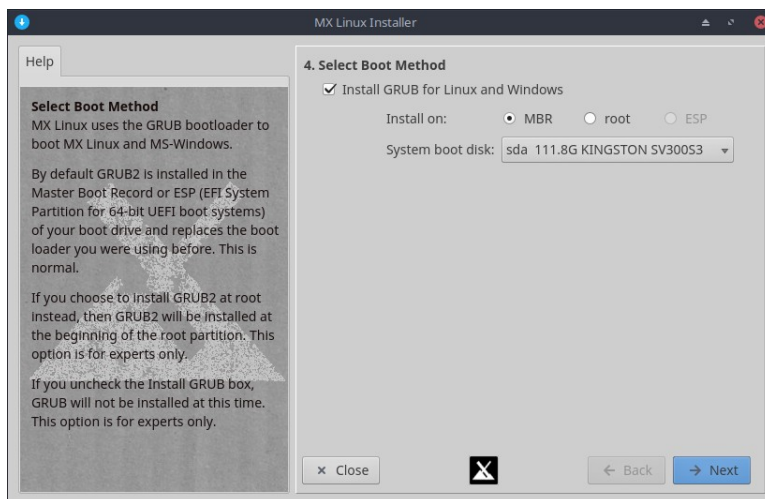 MX Linux Installer
Help
Select Boot Method
MX Linux uses the GRUB bootloader to
boot MX Linux and MS-Windows.
By default GRUB2 is installed in the
Master Boot Record or ESP (EFI System
Partition for 64-bit UEFI boot systems)
of your boot drive and replaces the boot
loader you were using before. This is
normal.
If you choose to install GRUB2 at root
instead, then GRUB2 will be installed at
the beginning of the root partition. This
option is for experts only.
If you uncheck the Install GRUB box,
GRUB will not be installed at this time.
This option is for experts only.
4. Select Boot Method
Install GRUB for Linux and Windows
Install on: MBR root ESP
System boot disk: sda 111.8G KINGSTON SV300S3
Close
Back
Next